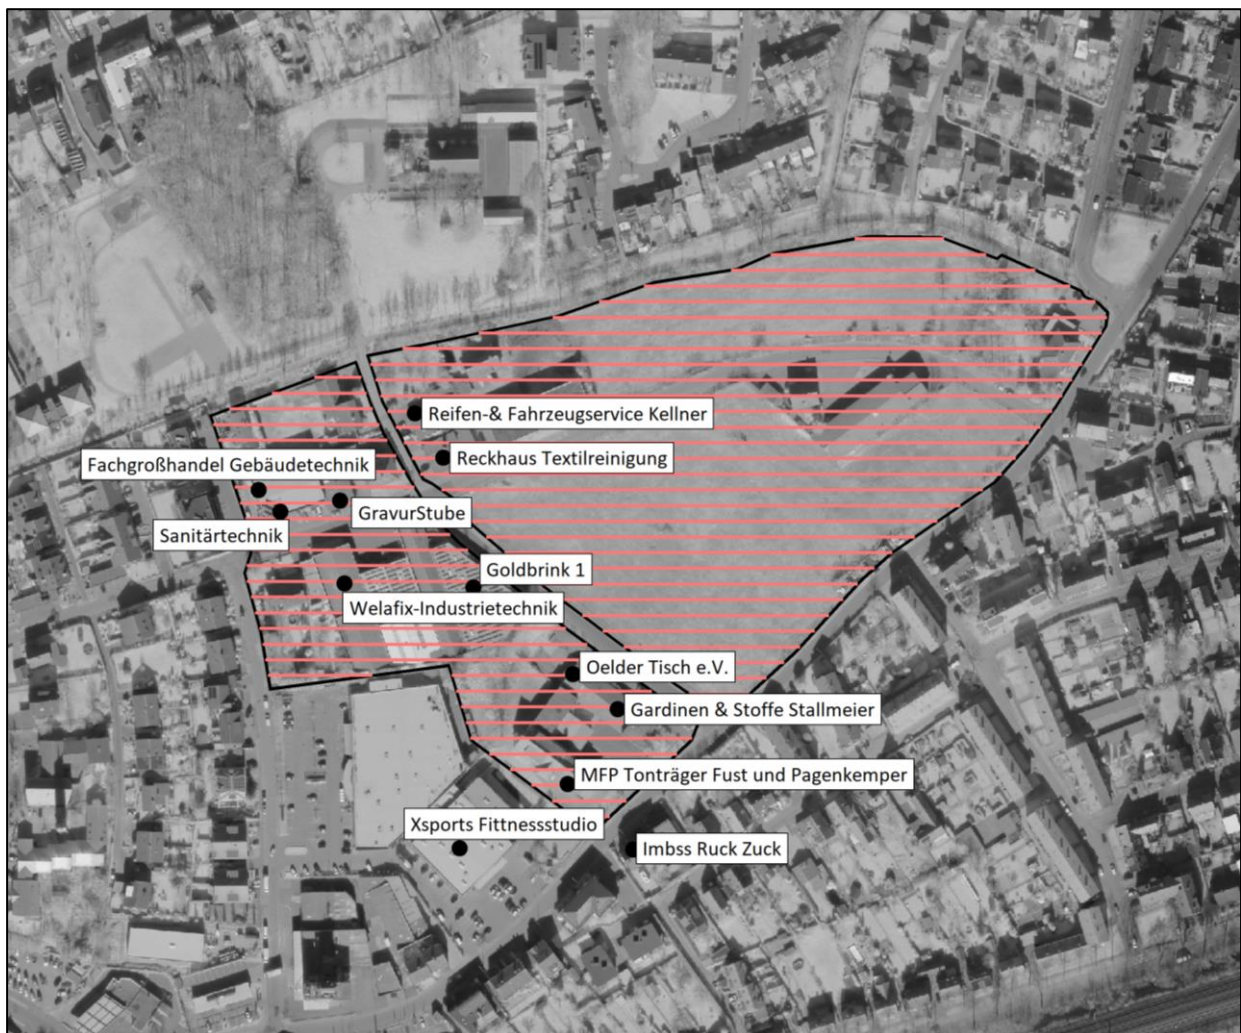 Reifen-& Fahrzeugservice Kellner
Reckhaus Textilreinigung
Fachgroßhandel Gebäudetechnik
GravurStube
Sanitärtechnik
Goldbrink 1
Welafix-Industrietechnik
Oelder Tisch e.V.
Gardinen & Stoffe Stallmeier
MFP Tonträger Fust und Pagenkemper
Xsports Fittnessstudio
Imbss Ruck Zuck